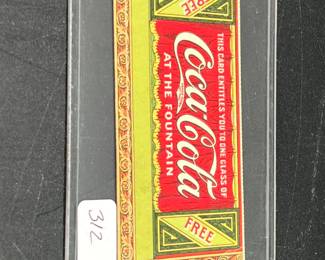 FREE
THIS CARD ENTITLES YOU TO ONE GLASS OF
Coca-Cola
AT THE FOUNTAIN
FREE
312